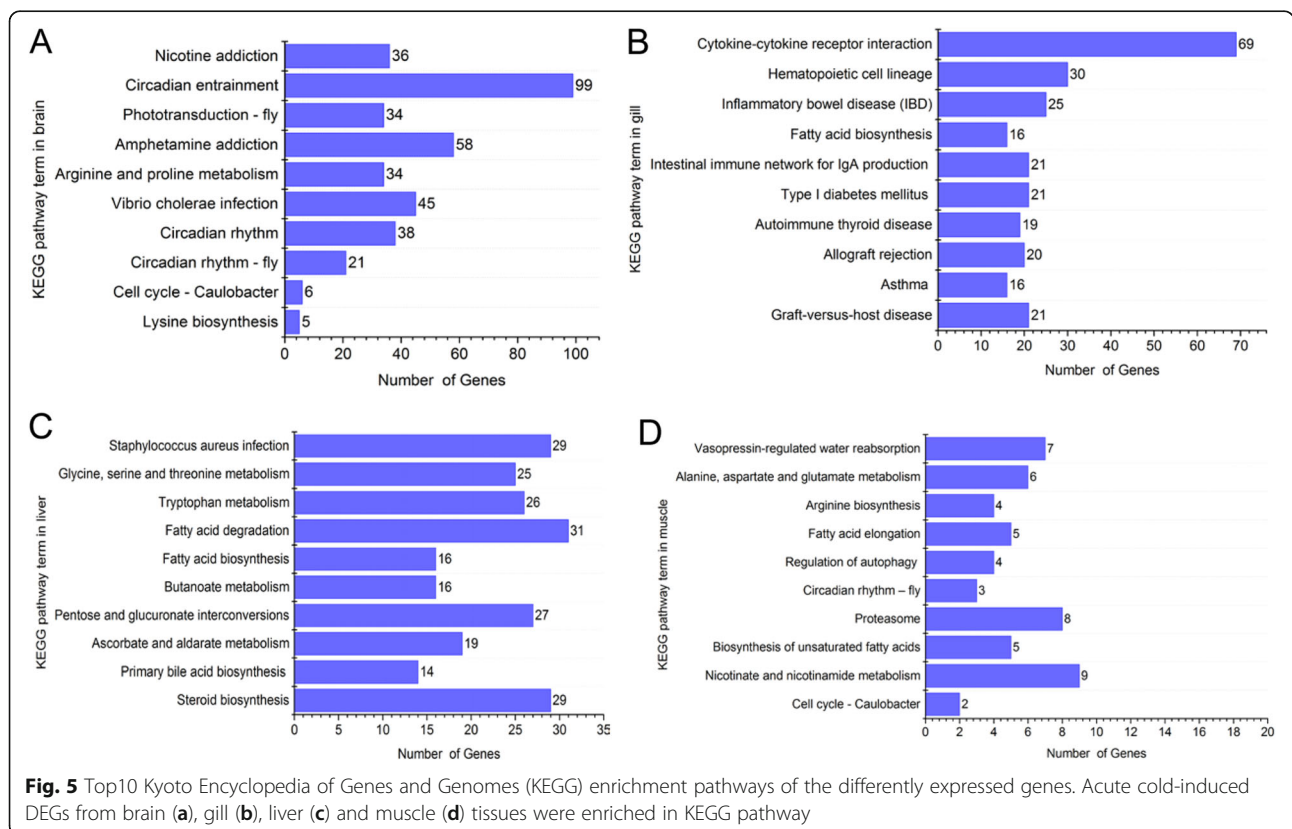 A
KEGG pathway term in brain
Nicotine addiction 36
Circadian entrainment 99
Phototransduction - fly 34
Amphetamine addiction 58
Arginine and proline metabolism 34
Vibrio cholerae infection 45
Circadian rhythm 38
Circadian rhythm - fly 21
Cell cycle - Caulobacter 6
Lysine biosynthesis 5
0 20 40 60 80 100
Number of Genes
B
KEGG pathway term in gill
Cytokine-cytokine receptor interaction 69
Hematopoietic cell lineage 30
Inflammatory bowel disease (IBD) 25
Fatty acid biosynthesis 16
Intestinal immune network for IgA production 21
Type I diabetes mellitus 21
Autoimmune thyroid disease 19
Allograft rejection 20
Asthma 16
Graft-versus-host disease 21
0 10 20 30 40 50 60 70
Number of Genes
C
KEGG pathway term in liver
Staphylococcus aureus infection 29
Glycine, serine and threonine metabolism 25
Tryptophan metabolism 26
Fatty acid degradation 31
Fatty acid biosynthesis 16
Butanoate metabolism 16
Pentose and glucuronate interconversions 27
Ascorbate and aldarate metabolism 19
Primary bile acid biosynthesis 14
Steroid biosynthesis 29
0 5 10 15 20 25 30 35
Number of Genes
D
KEGG pathway term in muscle
Vasopressin-regulated water reabsorption 7
Alanine, aspartate and glutamate metabolism 6
Arginine biosynthesis 4
Fatty acid elongation 5
Regulation of autophagy 4
Circadian rhythm – fly 3
Proteasome 8
Biosynthesis of unsaturated fatty acids 5
Nicotinate and nicotinamide metabolism 9
Cell cycle - Caulobacter 2
0 2 4 6 8 10 12 14 16 18 20
Number of Genes
Fig. 5 Top10 Kyoto Encyclopedia of Genes and Genomes (KEGG) enrichment pathways of the differently expressed genes. Acute cold-induced
DEGs from brain (a), gill (b), liver (c) and muscle (d) tissues were enriched in KEGG pathway